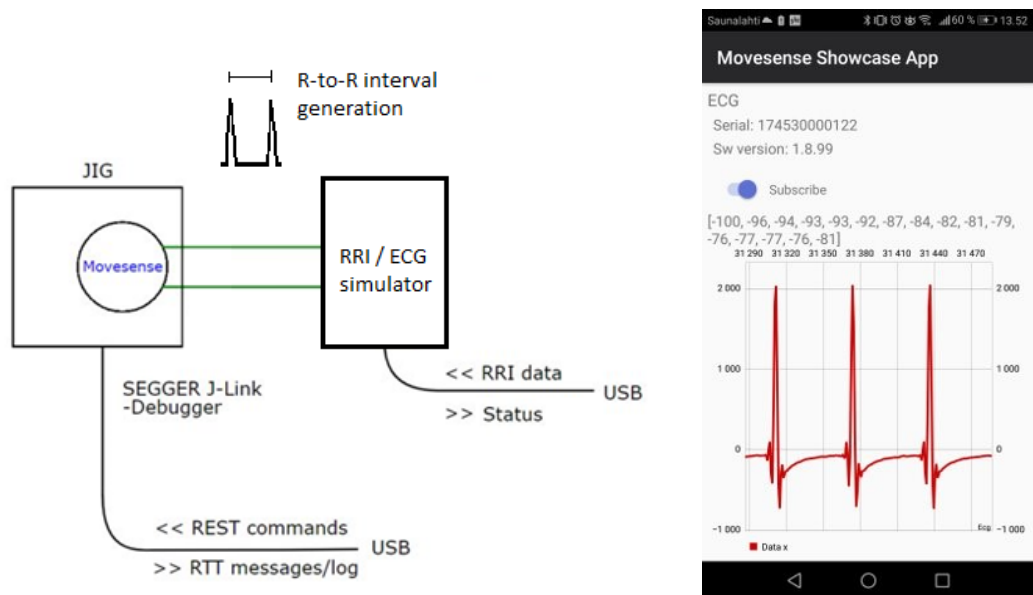 R-to-R interval
generation
JIG
Movesense
RRI / ECG
simulator
SEGGER J-Link
-Debugger
<< RRI data
>> Status
USB
<< REST commands
>> RTT messages/log
USB
Saunalahti 60 % 13.52
Movesense Showcase App
ECG
Serial: 174530000122
Sw version: 1.8.99
Subscribe
[-100, -96, -94, -93, -93, -92, -87, -84, -82, -81, -79,
-76, -77, -77, -76, -81]
31 290 31 320 31 350 31 380 31 410 31 440 31 470
2 000 2 000
1 000 1 000
0 0
-1 000 Ecg -1 000
Data x